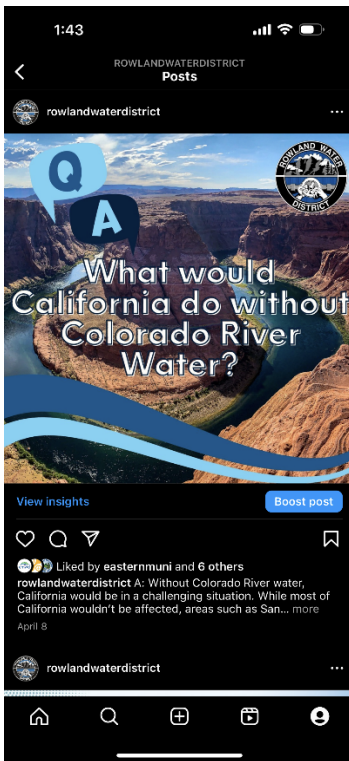 1:43
ROWLANDWATERDISTRICT
Posts
rowlandwaterdistrict
Q
A
ROWLAND WATER
DISTRICT
What would
California do without
Colorado River
Water?
View insights
Boost post
Liked by easternmuni and 6 others
rowlandwaterdistrict A: Without Colorado River water,
California would be in a challenging situation. While most of
California wouldn't be affected, areas such as San... more
April 8
rowlandwaterdistrict